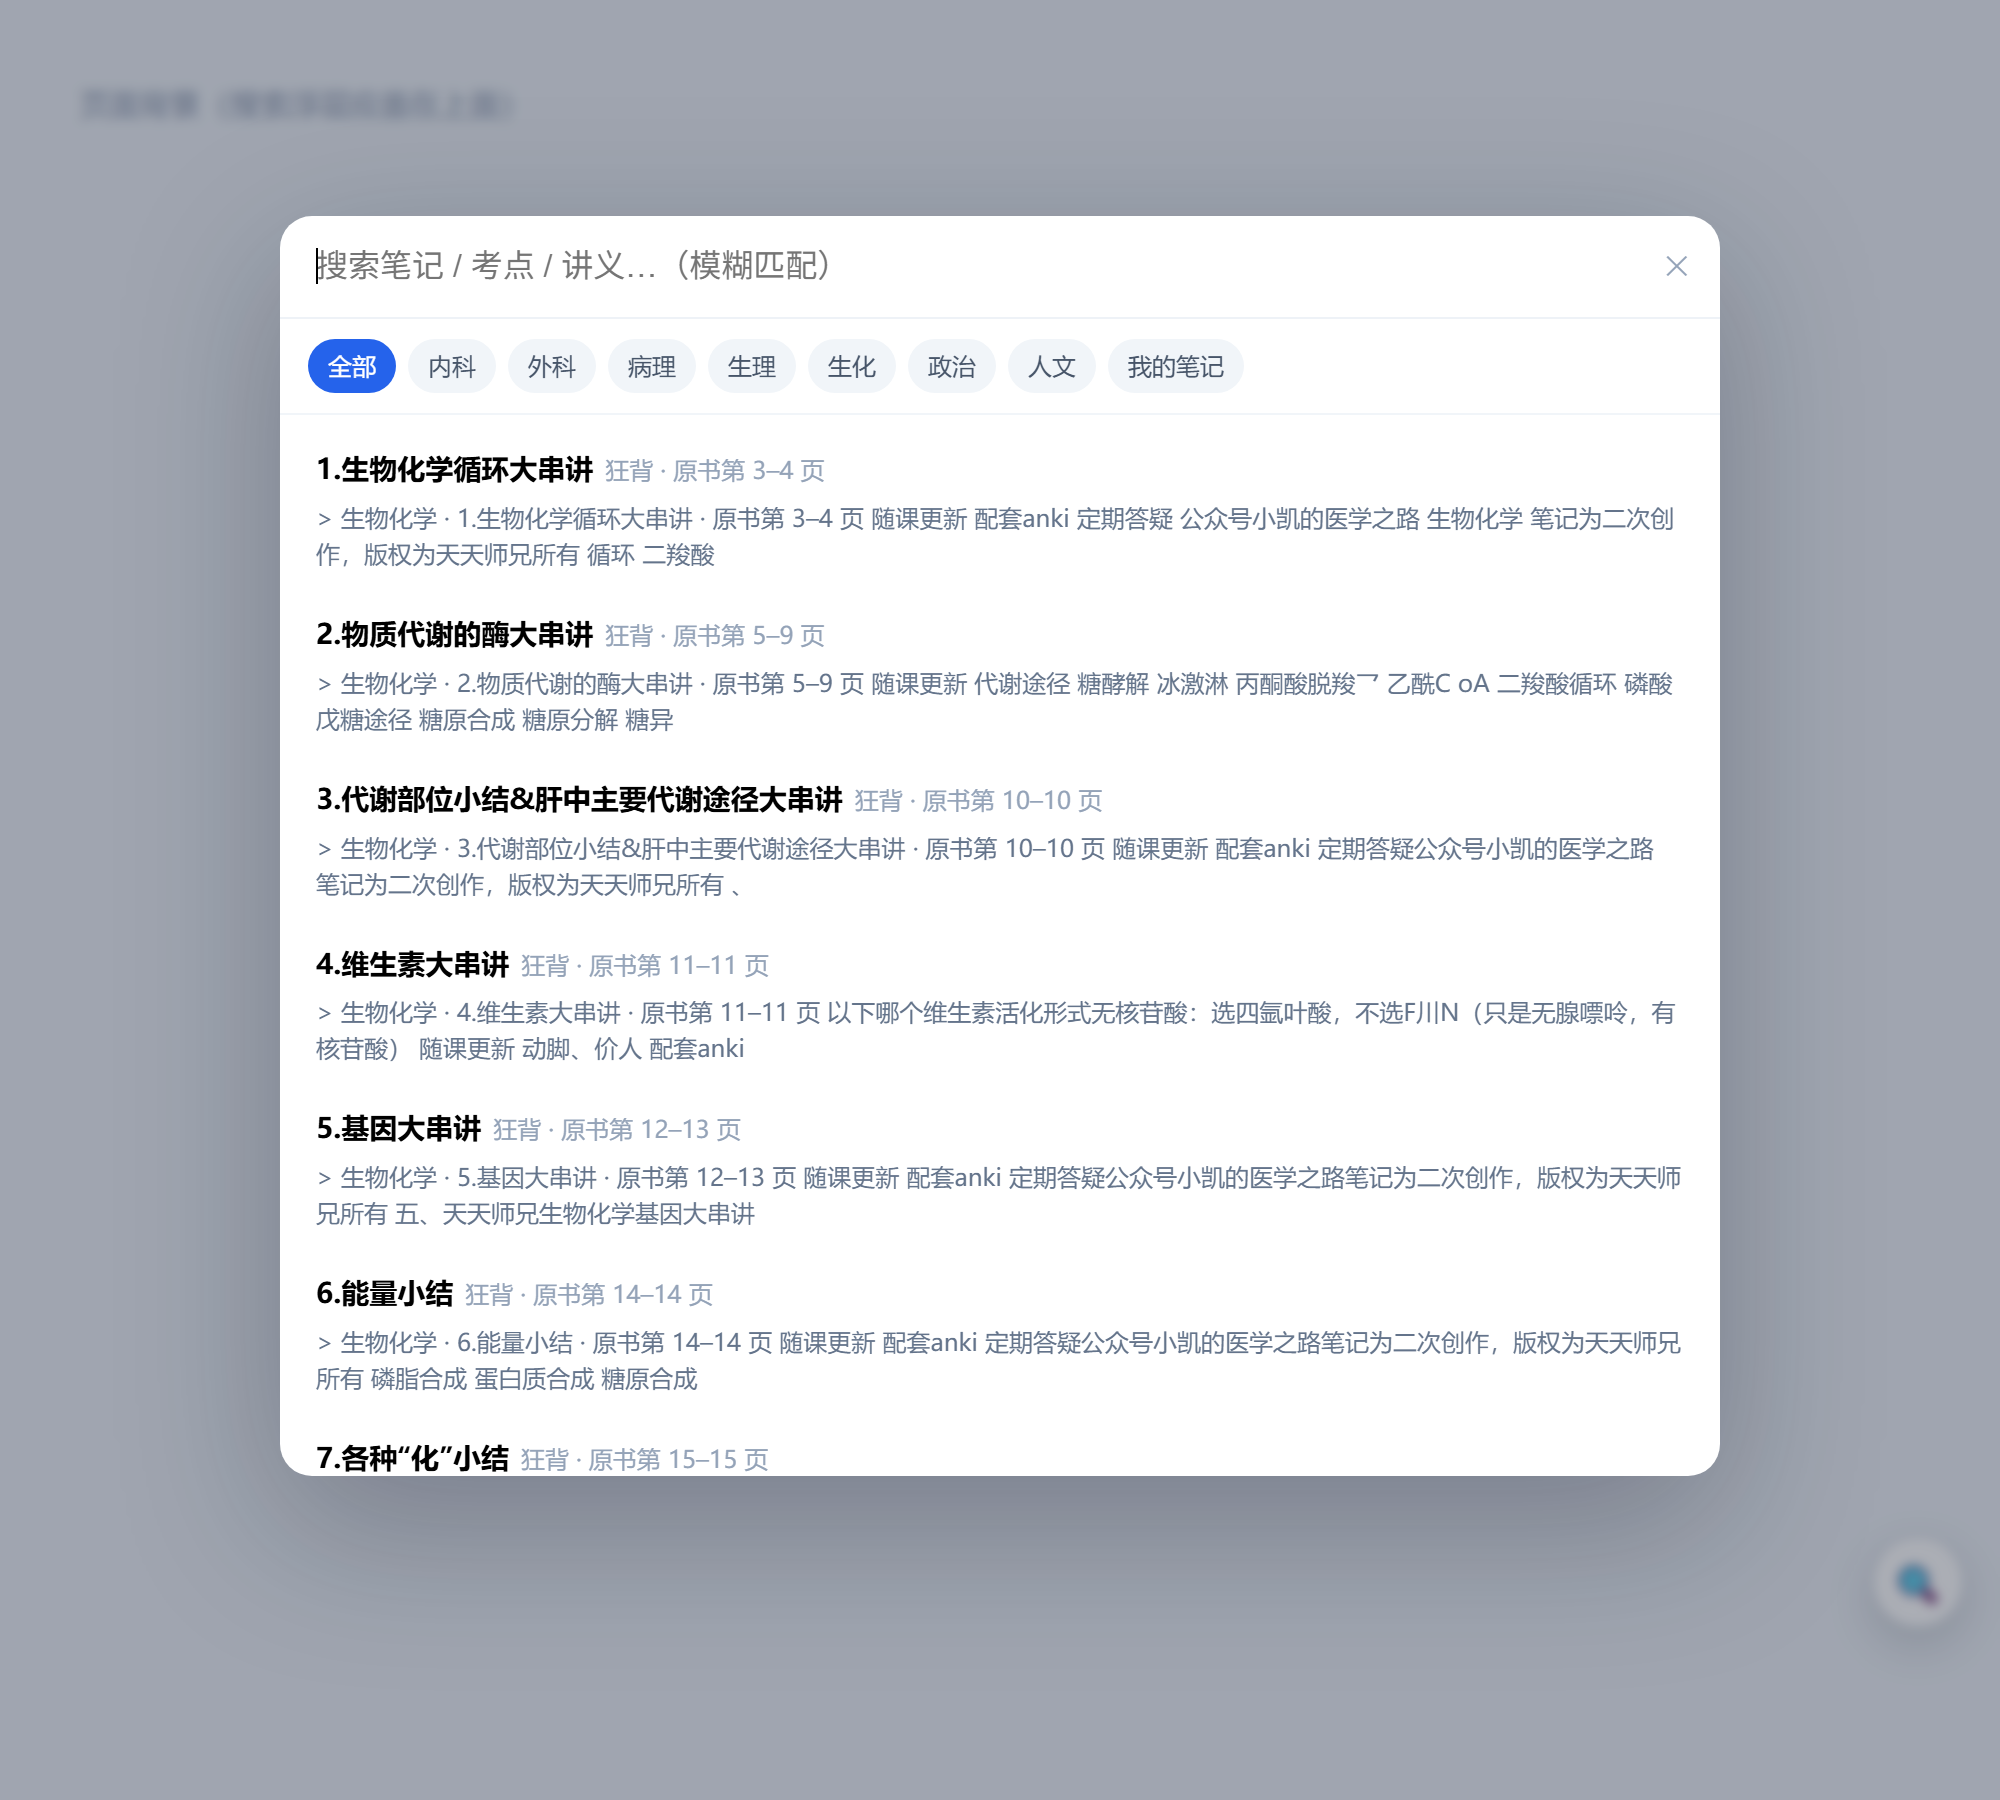 搜索笔记 / 考点 / 讲义…（模糊匹配）
全部 内科 外科 病理 生理 生化 政治 人文 我的笔记
1.生物化学循环大串讲 狂背 · 原书第 3–4 页
> 生物化学 · 1.生物化学循环大串讲 · 原书第 3–4 页 随课更新 配套anki 定期答疑 公众号小凯的医学之路 生物化学 笔记为二次创
作，版权为天天师兄所有 循环 二羧酸
2.物质代谢的酶大串讲 狂背 · 原书第 5–9 页
> 生物化学 · 2.物质代谢的酶大串讲 · 原书第 5–9 页 随课更新 代谢途径 糖酵解 冰激淋 丙酮酸脱羧乛 乙酰C oA 二羧酸循环 磷酸
戊糖途径 糖原合成 糖原分解 糖异
3.代谢部位小结&肝中主要代谢途径大串讲 狂背 · 原书第 10–10 页
> 生物化学 · 3.代谢部位小结&肝中主要代谢途径大串讲 · 原书第 10–10 页 随课更新 配套anki 定期答疑公众号小凯的医学之路
笔记为二次创作，版权为天天师兄所有 、
4.维生素大串讲 狂背 · 原书第 11–11 页
> 生物化学 · 4.维生素大串讲 · 原书第 11–11 页 以下哪个维生素活化形式无核苷酸：选四氩叶酸，不选F川N（只是无腺嘌呤，有
核苷酸） 随课更新 动脚、价人 配套anki
5.基因大串讲 狂背 · 原书第 12–13 页
> 生物化学 · 5.基因大串讲 · 原书第 12–13 页 随课更新 配套anki 定期答疑公众号小凯的医学之路笔记为二次创作，版权为天天师
兄所有 五、天天师兄生物化学基因大串讲
6.能量小结 狂背 · 原书第 14–14 页
> 生物化学 · 6.能量小结 · 原书第 14–14 页 随课更新 配套anki 定期答疑公众号小凯的医学之路笔记为二次创作，版权为天天师兄
所有 磷脂合成 蛋白质合成 糖原合成
7.各种“化”小结 狂背 · 原书第 15–15 页